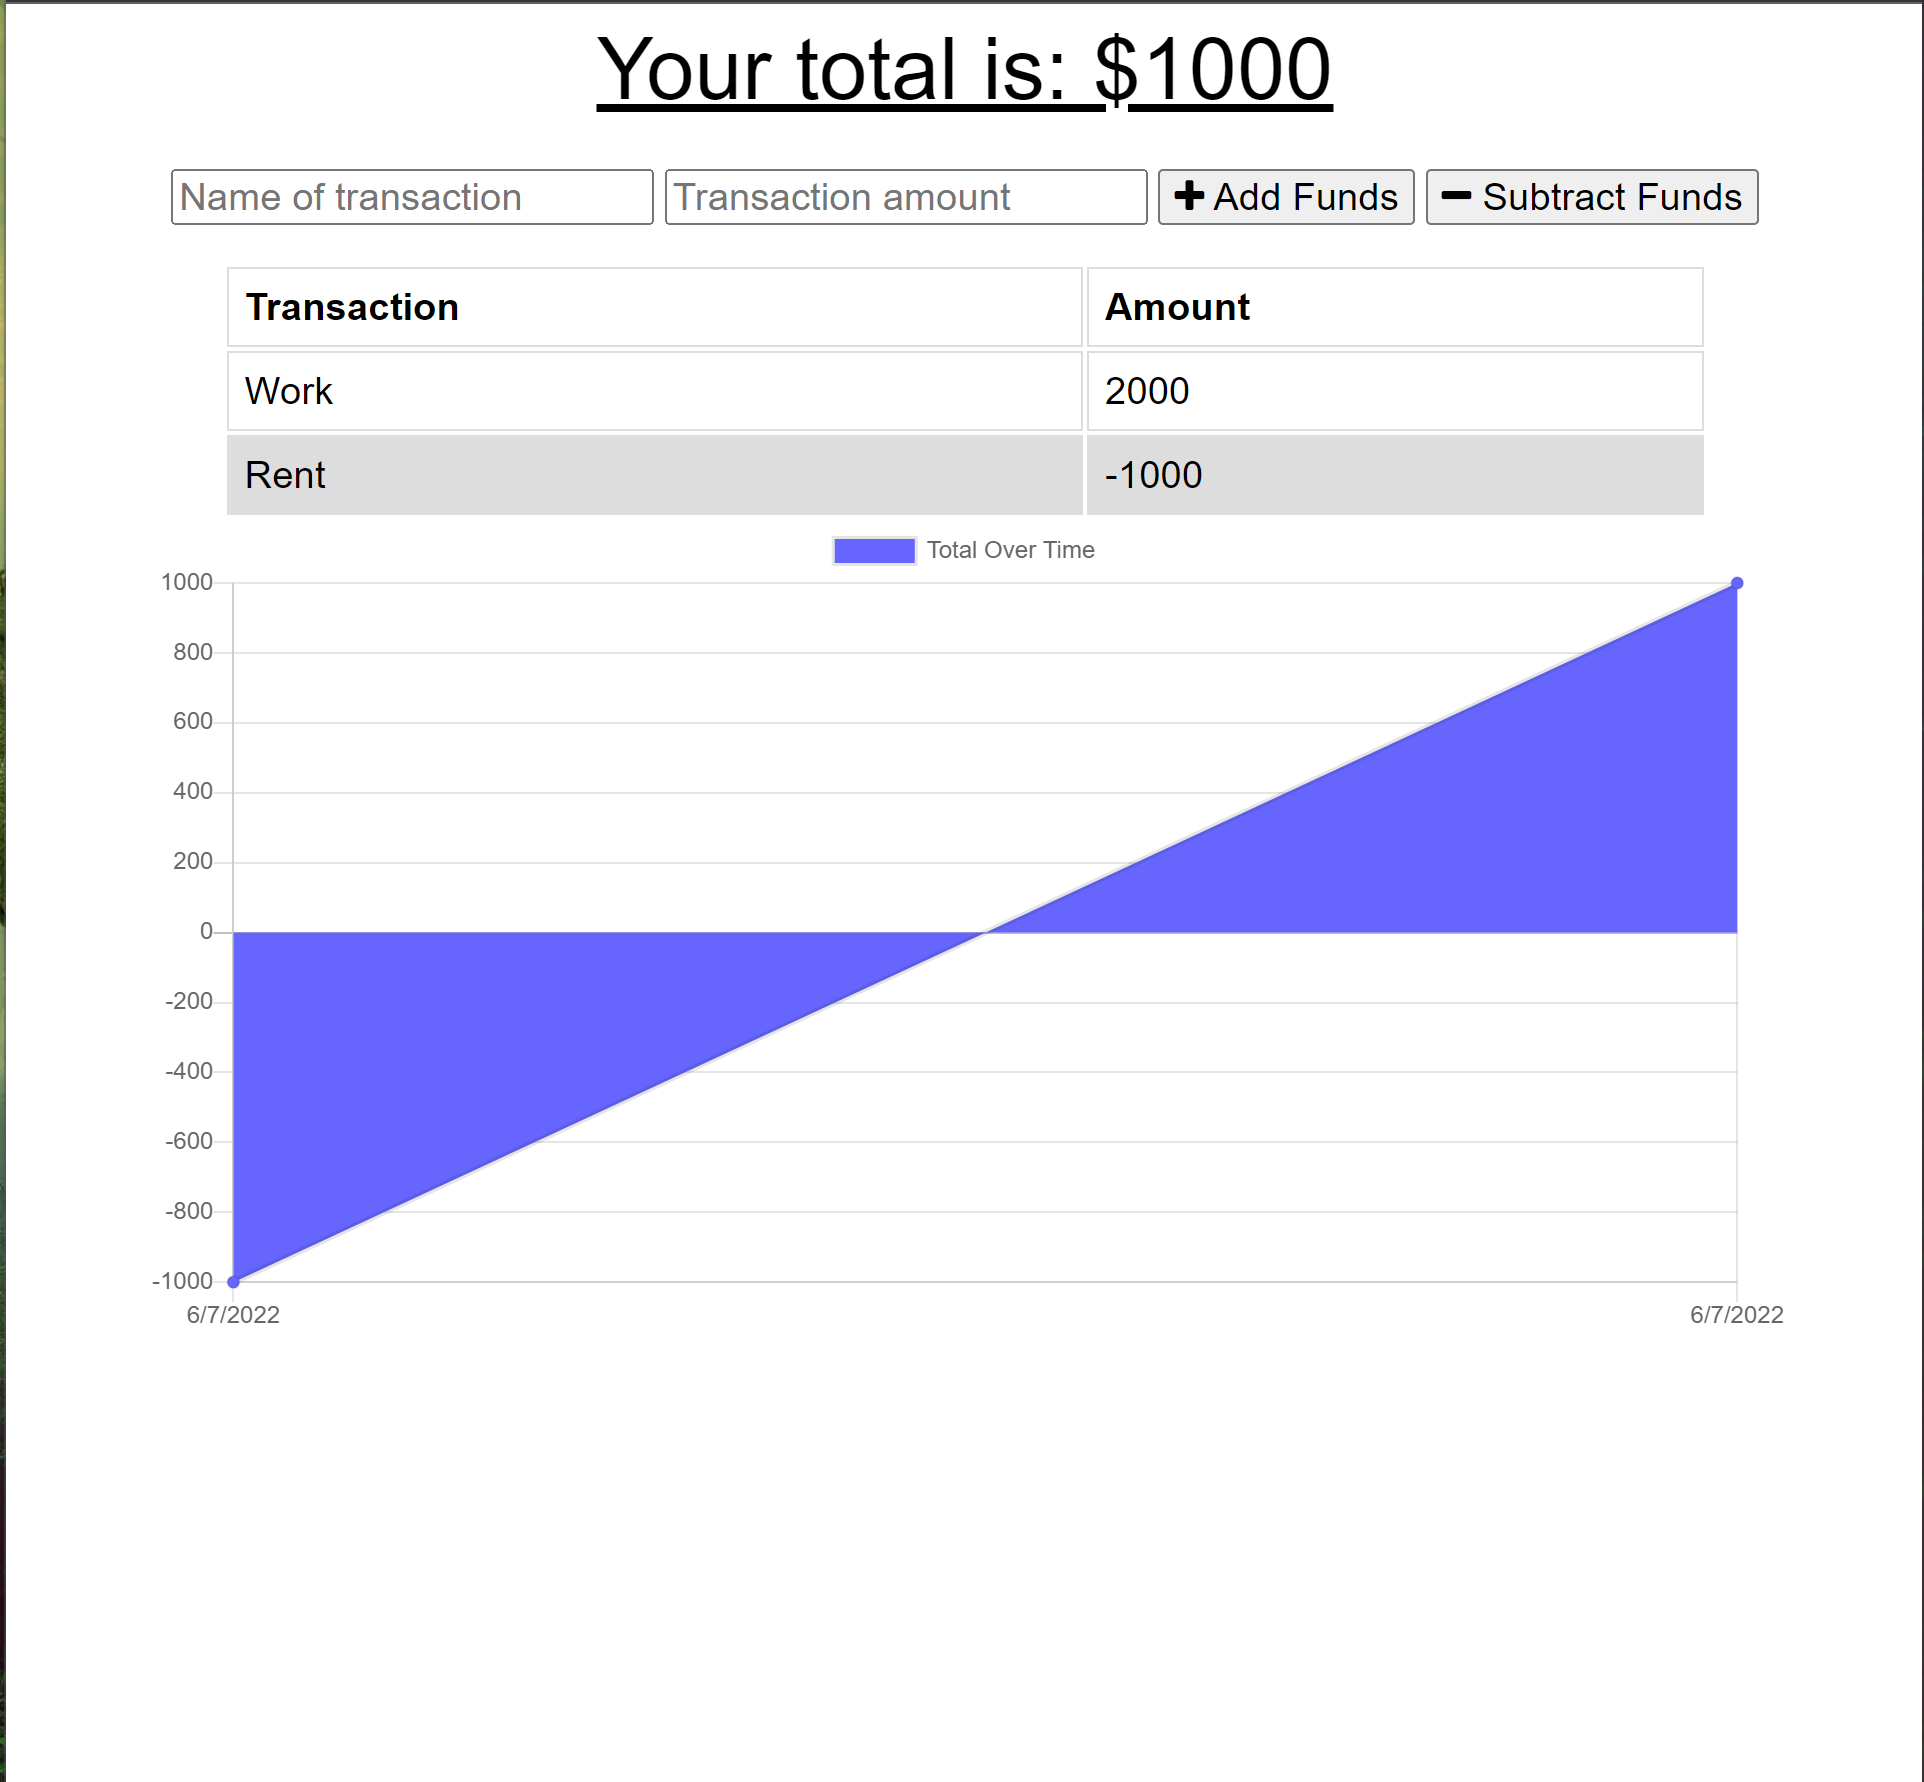 Your total is: $1000
Name of transaction Transaction amount Add Funds Subtract Funds
Transaction Amount
Work 2000
Rent -1000
Total Over Time
1000
800
600
400
200
0
-200
-400
-600
-800
-1000
6/7/2022 6/7/2022